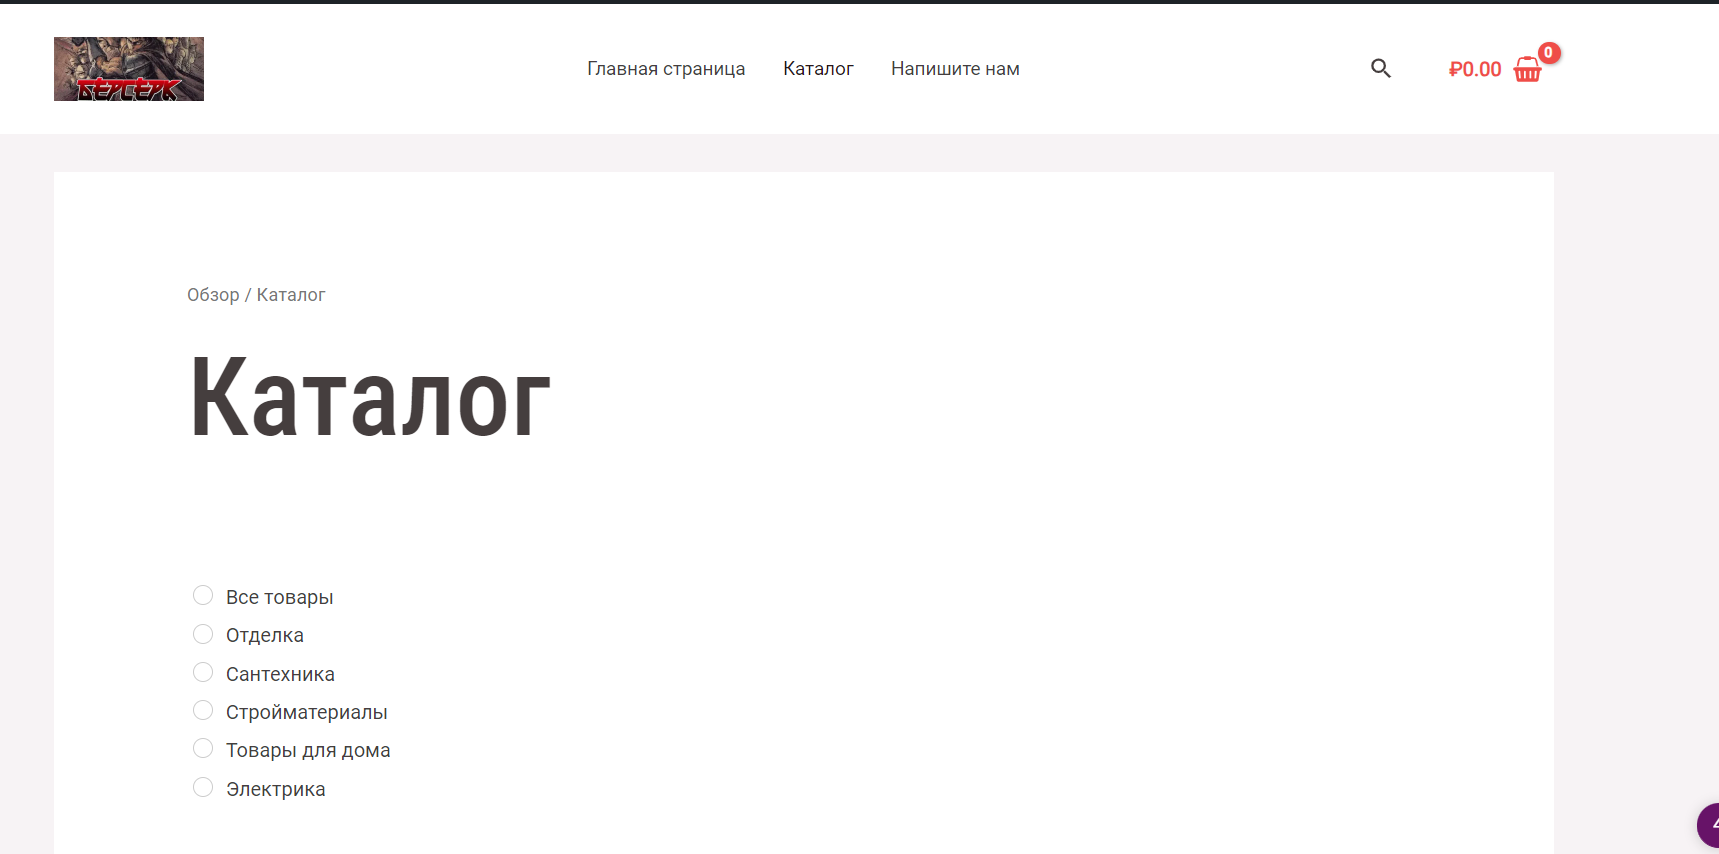 БЕРСЕРК
Главная страница
Каталог
Напишите нам
₽0.00
0
Обзор / Каталог
Каталог
Все товары
Отделка
Сантехника
Стройматериалы
Товары для дома
Электрика